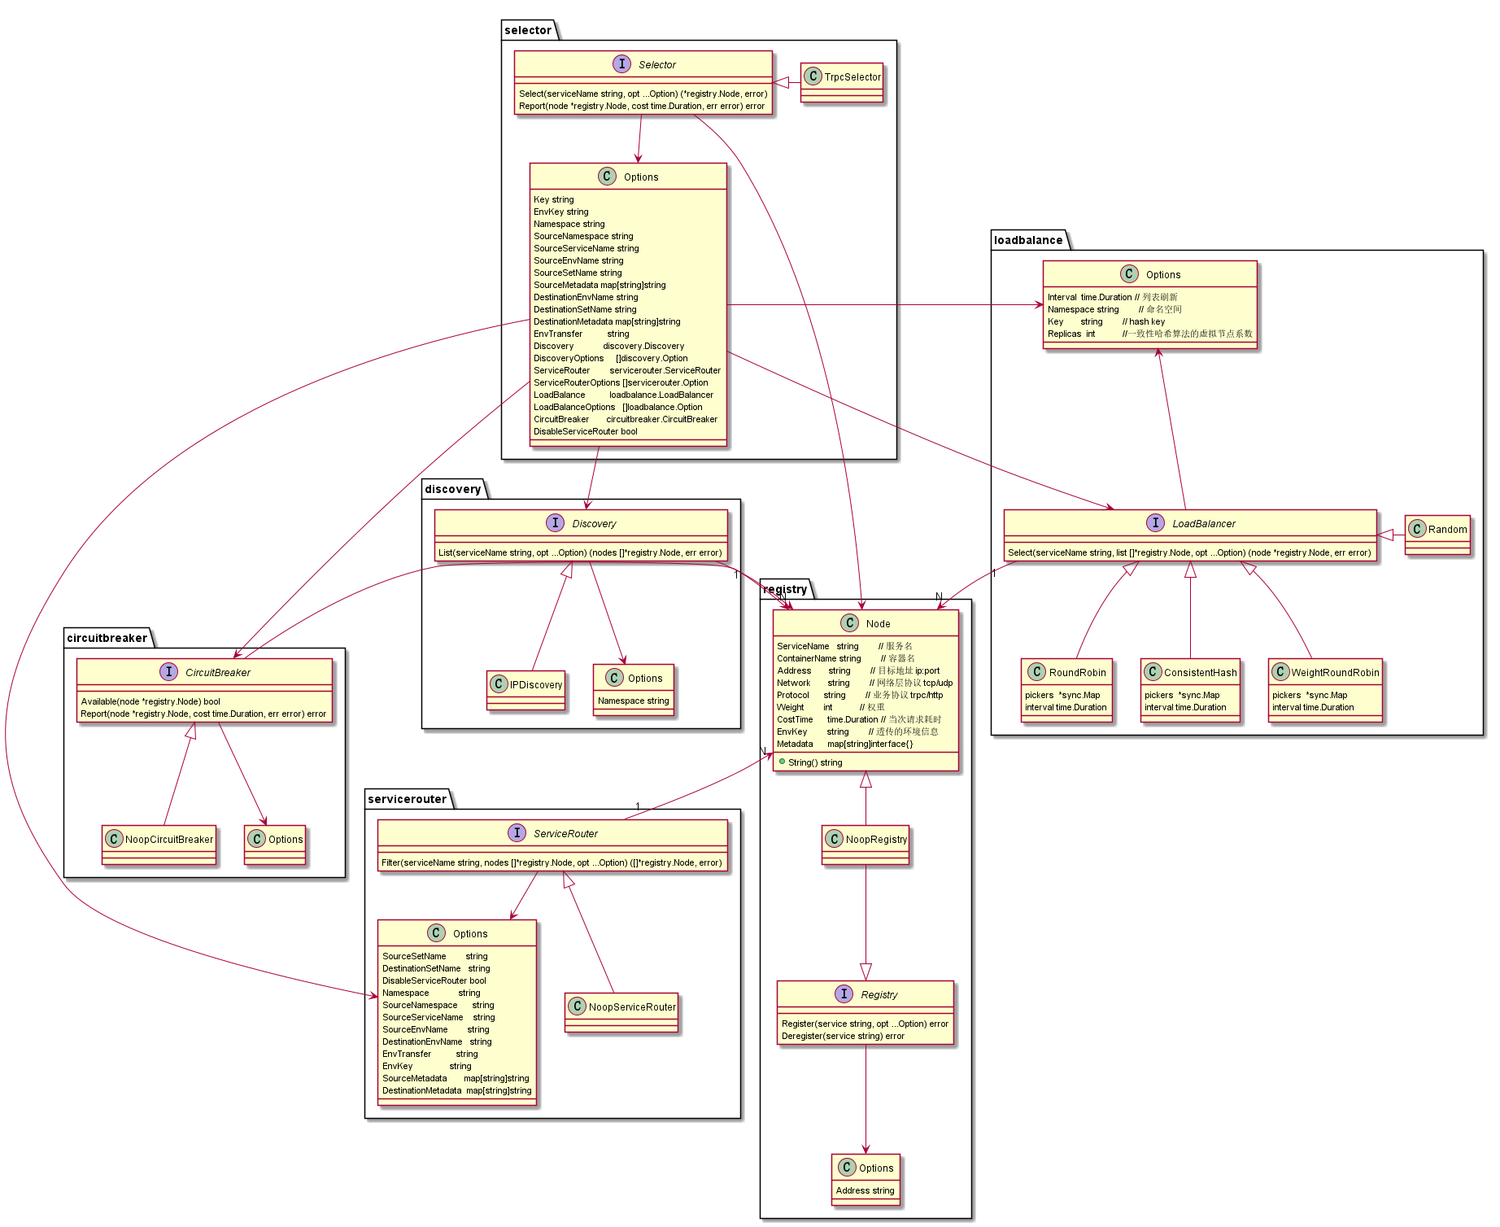 selector
I Selector
Select(serviceName string, opt ...Option) (*registry.Node, error)
Report(node *registry.Node, cost time.Duration, err error) error
C TrpcSelector
C Options
Key string
EnvKey string
Namespace string
SourceNamespace string
SourceServiceName string
SourceEnvName string
SourceSetName string
SourceMetadata map[string]string
DestinationEnvName string
DestinationSetName string
DestinationMetadata map[string]string
EnvTransfer string
Discovery discovery.Discovery
DiscoveryOptions []discovery.Option
ServiceRouter servicerouter.ServiceRouter
ServiceRouterOptions []servicerouter.Option
LoadBalance loadbalance.LoadBalancer
LoadBalanceOptions []loadbalance.Option
CircuitBreaker circuitbreaker.CircuitBreaker
DisableServiceRouter bool
loadbalance
C Options
Interval time.Duration // 列表刷新
Namespace string // 命名空间
Key string // hash key
Replicas int //一致性哈希算法的虚拟节点系数
I LoadBalancer
Select(serviceName string, list []*registry.Node, opt ...Option) (node *registry.Node, err error)
C Random
1
N
C RoundRobin
pickers *sync.Map
interval time.Duration
C ConsistentHash
pickers *sync.Map
interval time.Duration
C WeightRoundRobin
pickers *sync.Map
interval time.Duration
discovery
I Discovery
List(serviceName string, opt ...Option) (nodes []*registry.Node, err error)
1
N
C IPDiscovery
C Options
Namespace string
circuitbreaker
I CircuitBreaker
Available(node *registry.Node) bool
Report(node *registry.Node, cost time.Duration, err error) error
C NoopCircuitBreaker
C Options
registry
C Node
ServiceName string // 服务名
ContainerName string // 容器名
Address string // 目标地址 ip:port
Network string // 网络层协议 tcp/udp
Protocol string // 业务协议 trpc/http
Weight int // 权重
CostTime time.Duration // 当次请求耗时
EnvKey string // 透传的环境信息
Metadata map[string]interface{}
String() string
N
1
C NoopRegistry
I Registry
Register(service string, opt ...Option) error
Deregister(service string) error
C Options
Address string
servicerouter
I ServiceRouter
Filter(serviceName string, nodes []*registry.Node, opt ...Option) ([]*registry.Node, error)
C Options
SourceSetName string
DestinationSetName string
DisableServiceRouter bool
Namespace string
SourceNamespace string
SourceServiceName string
SourceEnvName string
DestinationEnvName string
EnvTransfer string
EnvKey string
SourceMetadata map[string]string
DestinationMetadata map[string]string
C NoopServiceRouter